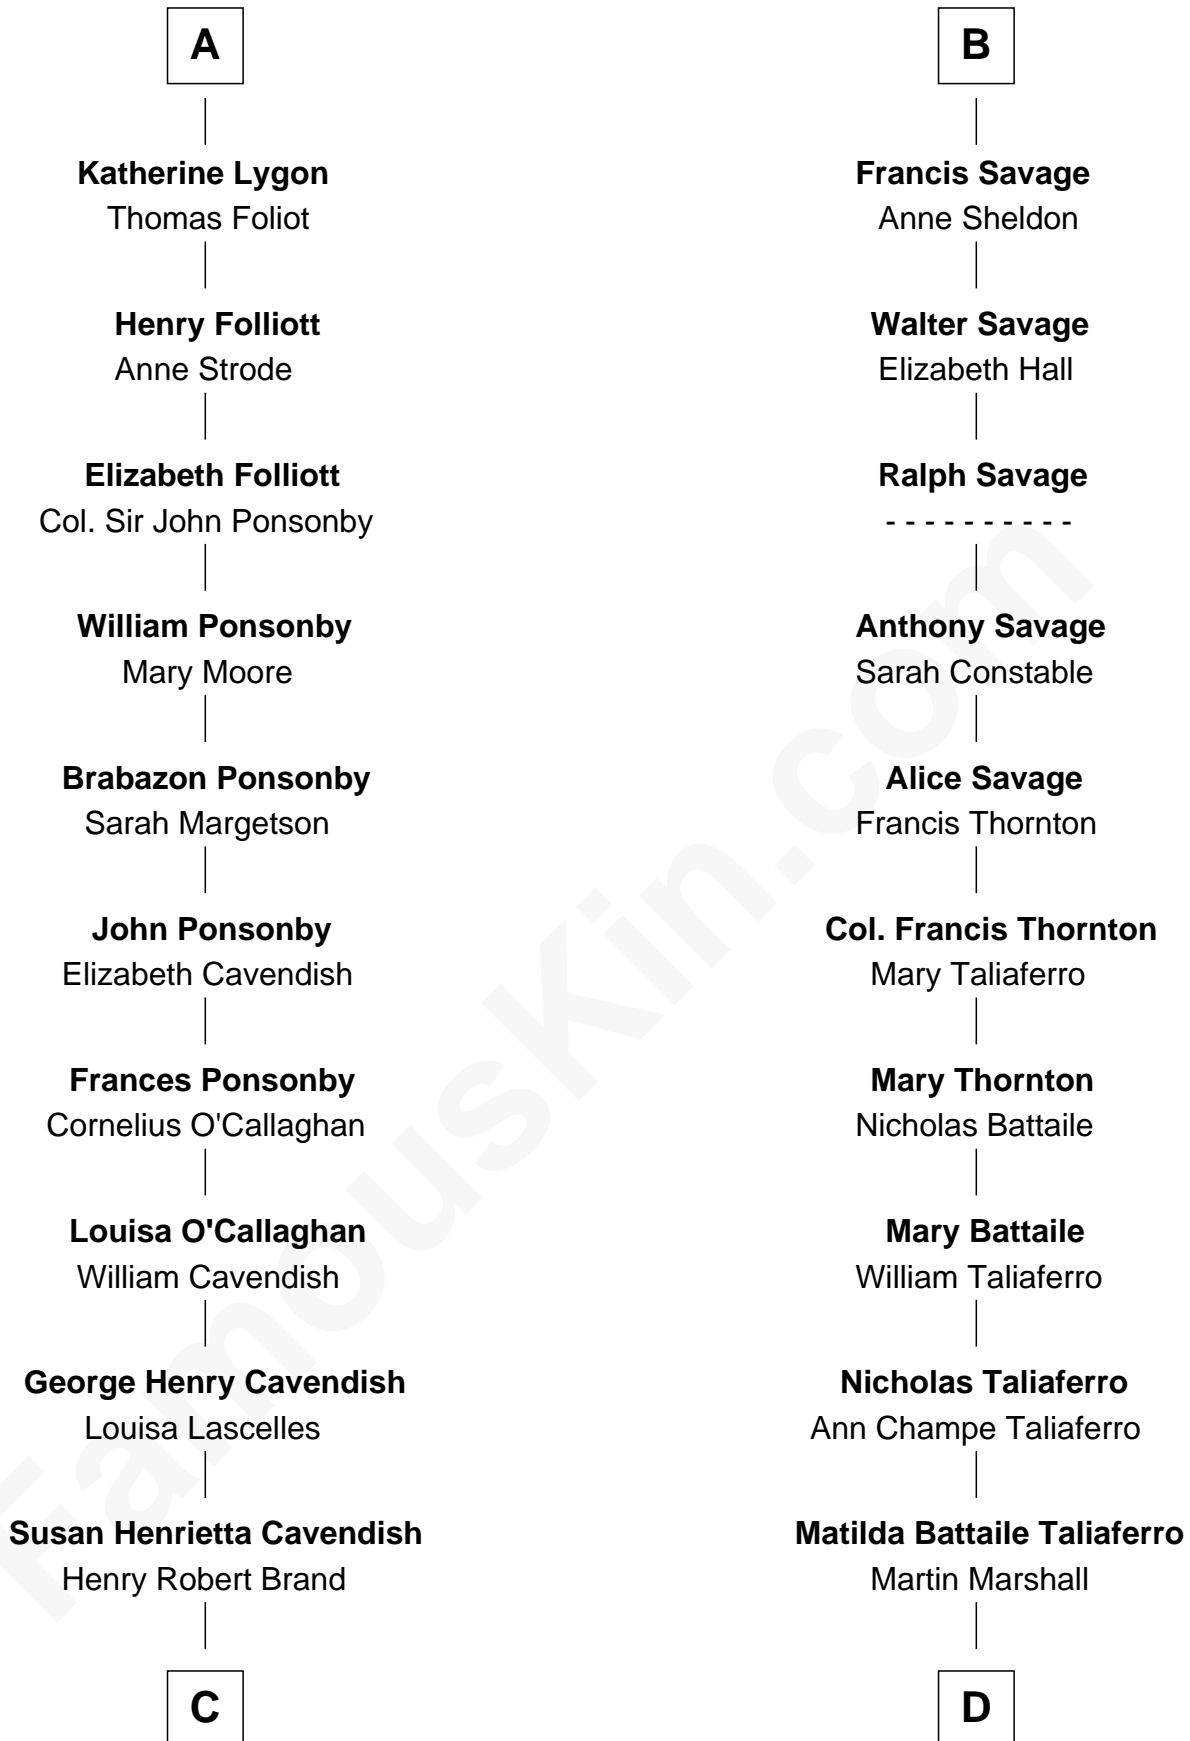 A
Katherine Lygon
Thomas Foliot
Henry Folliott
Anne Strode
Elizabeth Folliott
Col. Sir John Ponsonby
William Ponsonby
Mary Moore
Brabazon Ponsonby
Sarah Margetson
John Ponsonby
Elizabeth Cavendish
Frances Ponsonby
Cornelius O'Callaghan
Louisa O'Callaghan
William Cavendish
George Henry Cavendish
Louisa Lascelles
Susan Henrietta Cavendish
Henry Robert Brand
C
B
Francis Savage
Anne Sheldon
Walter Savage
Elizabeth Hall
Ralph Savage
- - - - - - - - - -
Anthony Savage
Sarah Constable
Alice Savage
Francis Thornton
Col. Francis Thornton
Mary Taliaferro
Mary Thornton
Nicholas Battaile
Mary Battaile
William Taliaferro
Nicholas Taliaferro
Ann Champe Taliaferro
Matilda Battaile Taliaferro
Martin Marshall
D
FamousKin.com